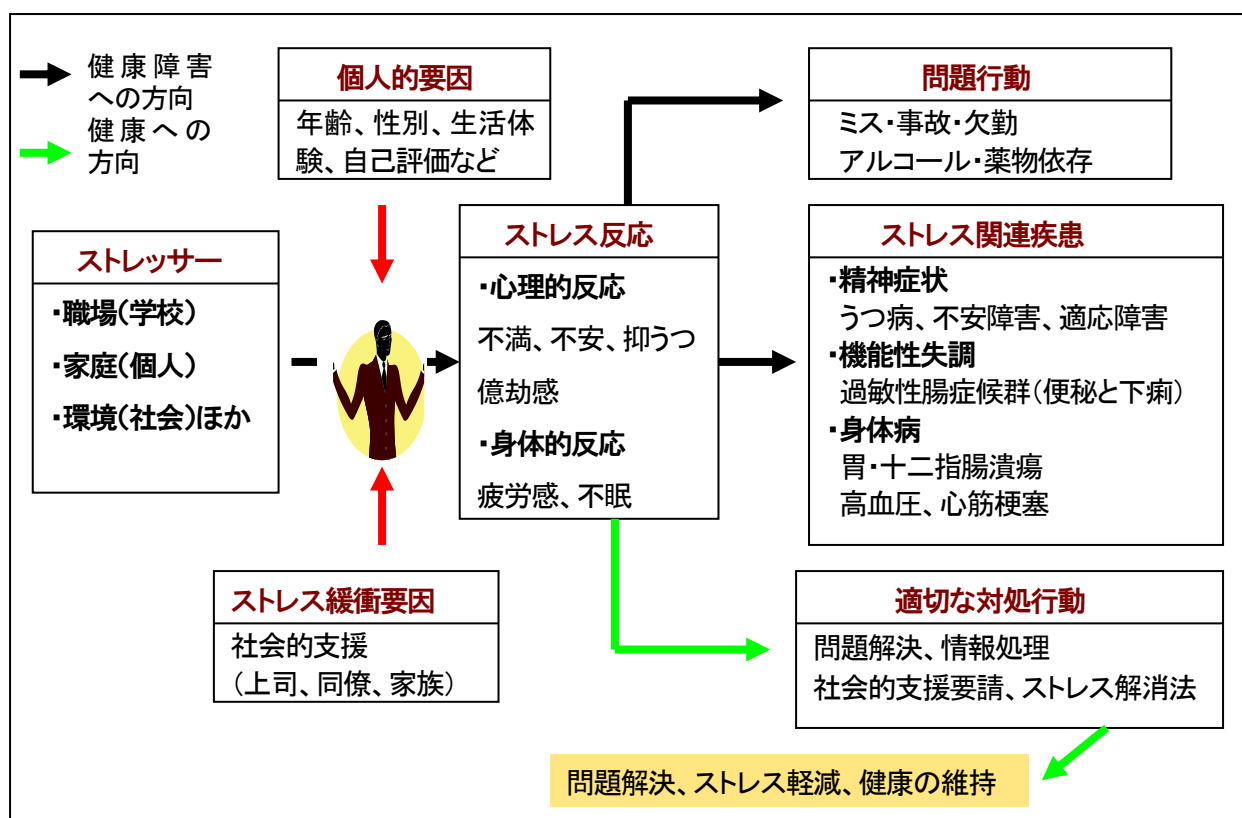 健康障害
への方向
健康への
方向
個人的要因
年齢、性別、生活体
験、自己評価など
問題行動
ミス・事故・欠勤
アルコール・薬物依存
ストレッサー
・職場(学校)
・家庭(個人)
・環境(社会)ほか
ストレス反応
・心理的反応
不満、不安、抑うつ
億劫感
・身体的反応
疲労感、不眠
ストレス関連疾患
・精神症状
うつ病、不安障害、適応障害
・機能性失調
過敏性腸症候群(便秘と下痢)
・身体病
胃・十二指腸潰瘍
高血圧、心筋梗塞
ストレス緩衝要因
社会的支援
(上司、同僚、家族)
適切な対処行動
問題解決、情報処理
社会的支援要請、ストレス解消法
問題解決、ストレス軽減、健康の維持